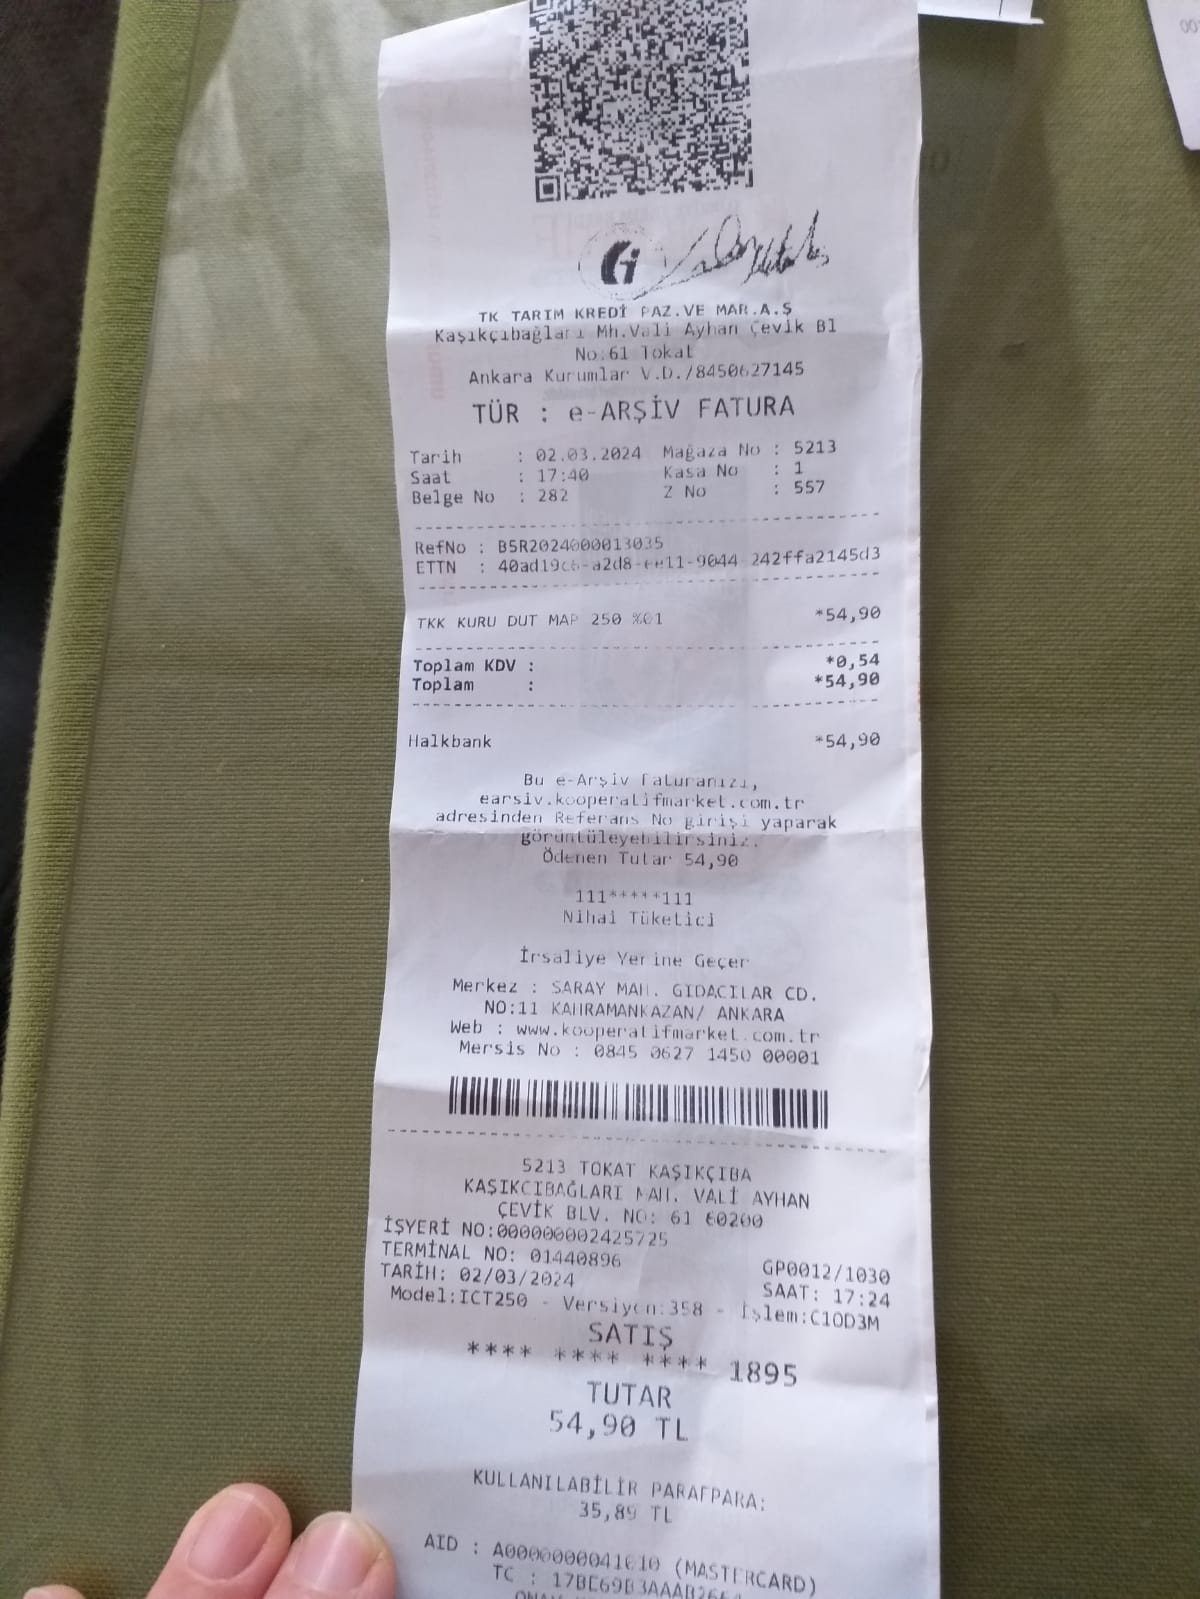 TK TARIM KREDİ PAZ.VE MAR.A.Ş
Kaşıkçıbağları Mh.Vali Ayhan Çevik Bl
No:61 Tokat
Ankara Kurumlar V.D./8450627145
TÜR : e-ARŞİV FATURA
Tarih : 02.03.2024 Mağaza No : 5213
Saat : 17:40 Kasa No : 1
Belge No : 282 Z No : 557
RefNo : B5R2024000013035
ETTN : 40ad19c6-a2d8-ee11-9044-242ffa2145d3
TKK KURU DUT MAP 250 %01 *54,90
Toplam KDV : *0,54
Toplam : *54,90
Halkbank *54,90
Bu e-Arşiv Faturanızı,
earsiv.kooperatifmarket.com.tr
adresinden Referans No girişi yaparak
görüntüleyebilirsiniz.
Ödenen Tutar 54,90
111*****111
Nihai Tüketici
İrsaliye Yerine Geçer
Merkez : SARAY MAH. GIDACILAR CD.
NO:11 KAHRAMANKAZAN/ ANKARA
Web : www.kooperatifmarket.com.tr
Mersis No : 0845 0627 1450 00001
5213 TOKAT KAŞIKÇIBA
KAŞIKCIBAĞLARI MAH. VALİ AYHAN
ÇEVİK BLV. NO: 61 60200
İŞYERİ NO:000000002425725
TERMİNAL NO: 01440896 GP0012/1030
TARİH: 02/03/2024 SAAT: 17:24
Model:ICT250 - Versiyon:358 - İşlem:C10D3M
SATIŞ
**** **** **** 1895
TUTAR
54,90 TL
KULLANILABİLİR PARAFPARA:
35,89 TL
AID : A0000000041010 (MASTERCARD)
TC :